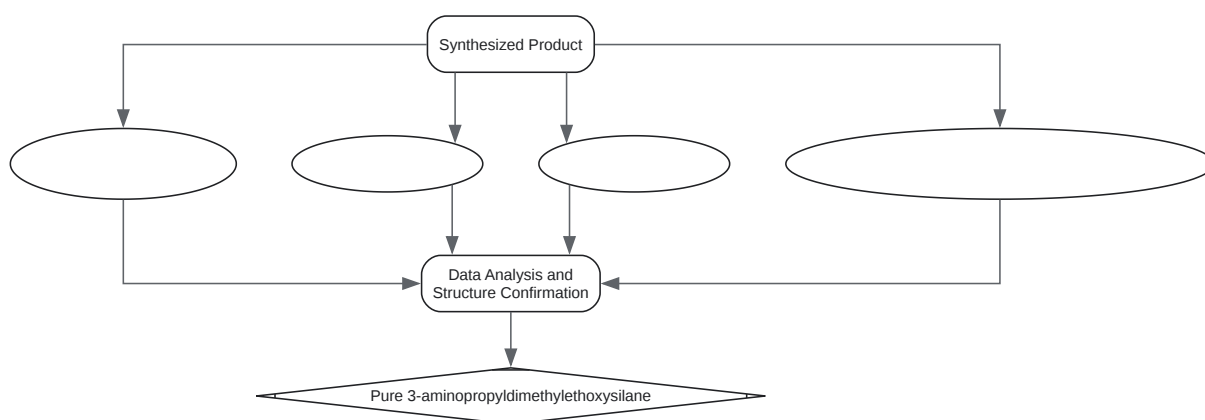 Synthesized Product
Data Analysis and
Structure Confirmation
Pure 3-aminopropyldimethylethoxysilane